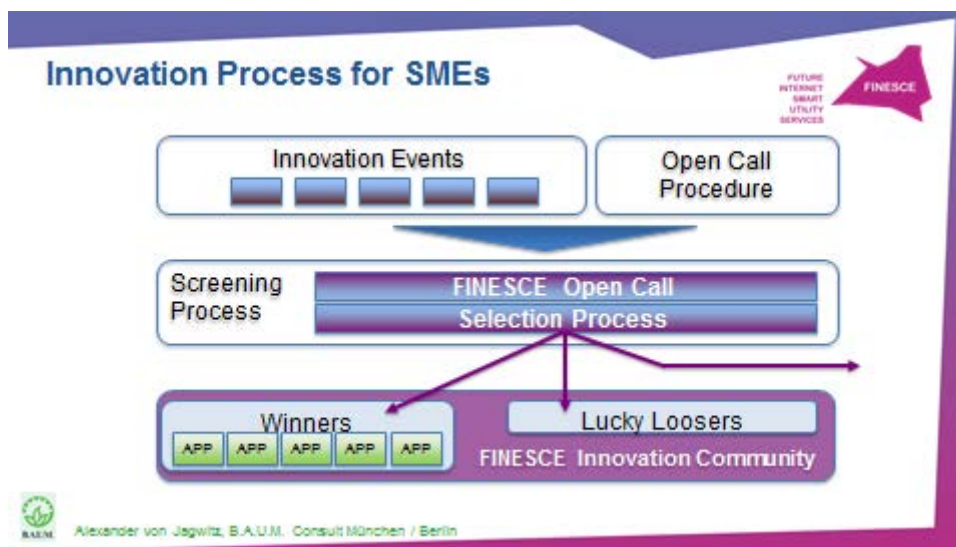 Innovation Process for SMEs
FUTURE
INTERNET
SMART
UTILITY
SERVICES
FINESCE
Innovation Events
Open Call
Procedure
Screening
Process
FINESCE Open Call
Selection Process
Winners
APP APP APP APP APP
Lucky Loosers
FINESCE Innovation Community
BAUM
Alexander von Jagwitz, B.A.U.M. Consult München / Berlin